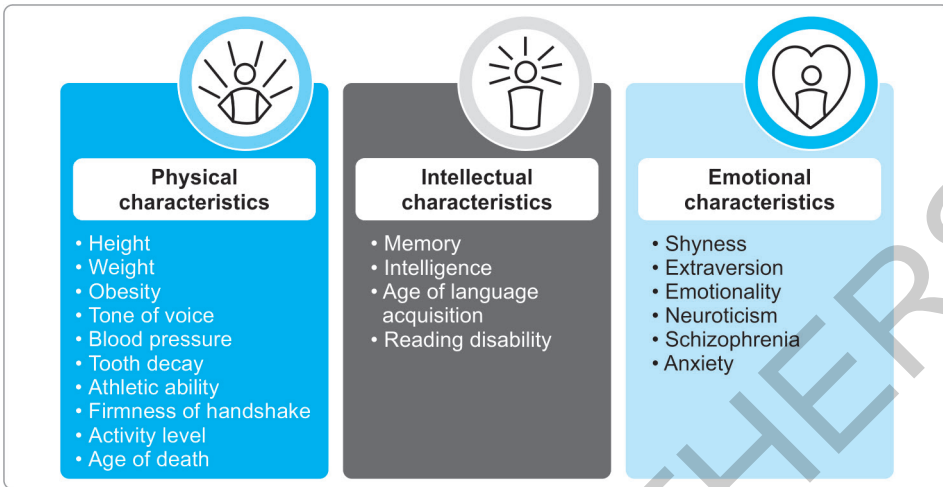 Physical
characteristics
• Height
• Weight
• Obesity
• Tone of voice
• Blood pressure
• Tooth decay
• Athletic ability
• Firmness of handshake
• Activity level
• Age of death
Intellectual
characteristics
• Memory
• Intelligence
• Age of language
acquisition
• Reading disability
Emotional
characteristics
• Shyness
• Extraversion
• Emotionality
• Neuroticism
• Schizophrenia
• Anxiety